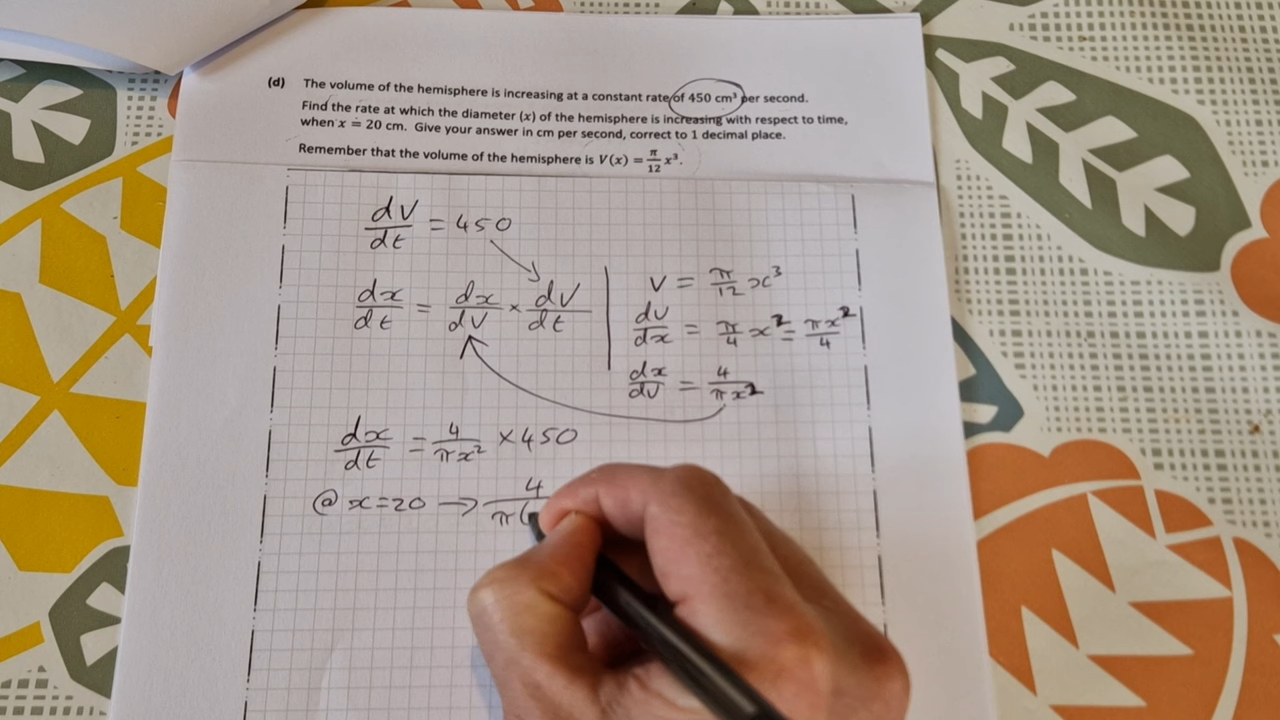 (d) The volume of the hemisphere is increasing at a constant rate of 450 cm³ per second.
Find the rate at which the diameter (x) of the hemisphere is increasing with respect to time,
when x = 20 cm. Give your answer in cm per second, correct to 1 decimal place.
Remember that the volume of the hemisphere is V(x) = π/12 x³.
dV/dt = 450
dx/dt = dx/dV × dV/dt
V = π/12 x³
dV/dx = π/4 x² = πx²/4
dx/dV = 4/πx²
dx/dt = 4/πx² × 450
@ x=20 → 4/π(